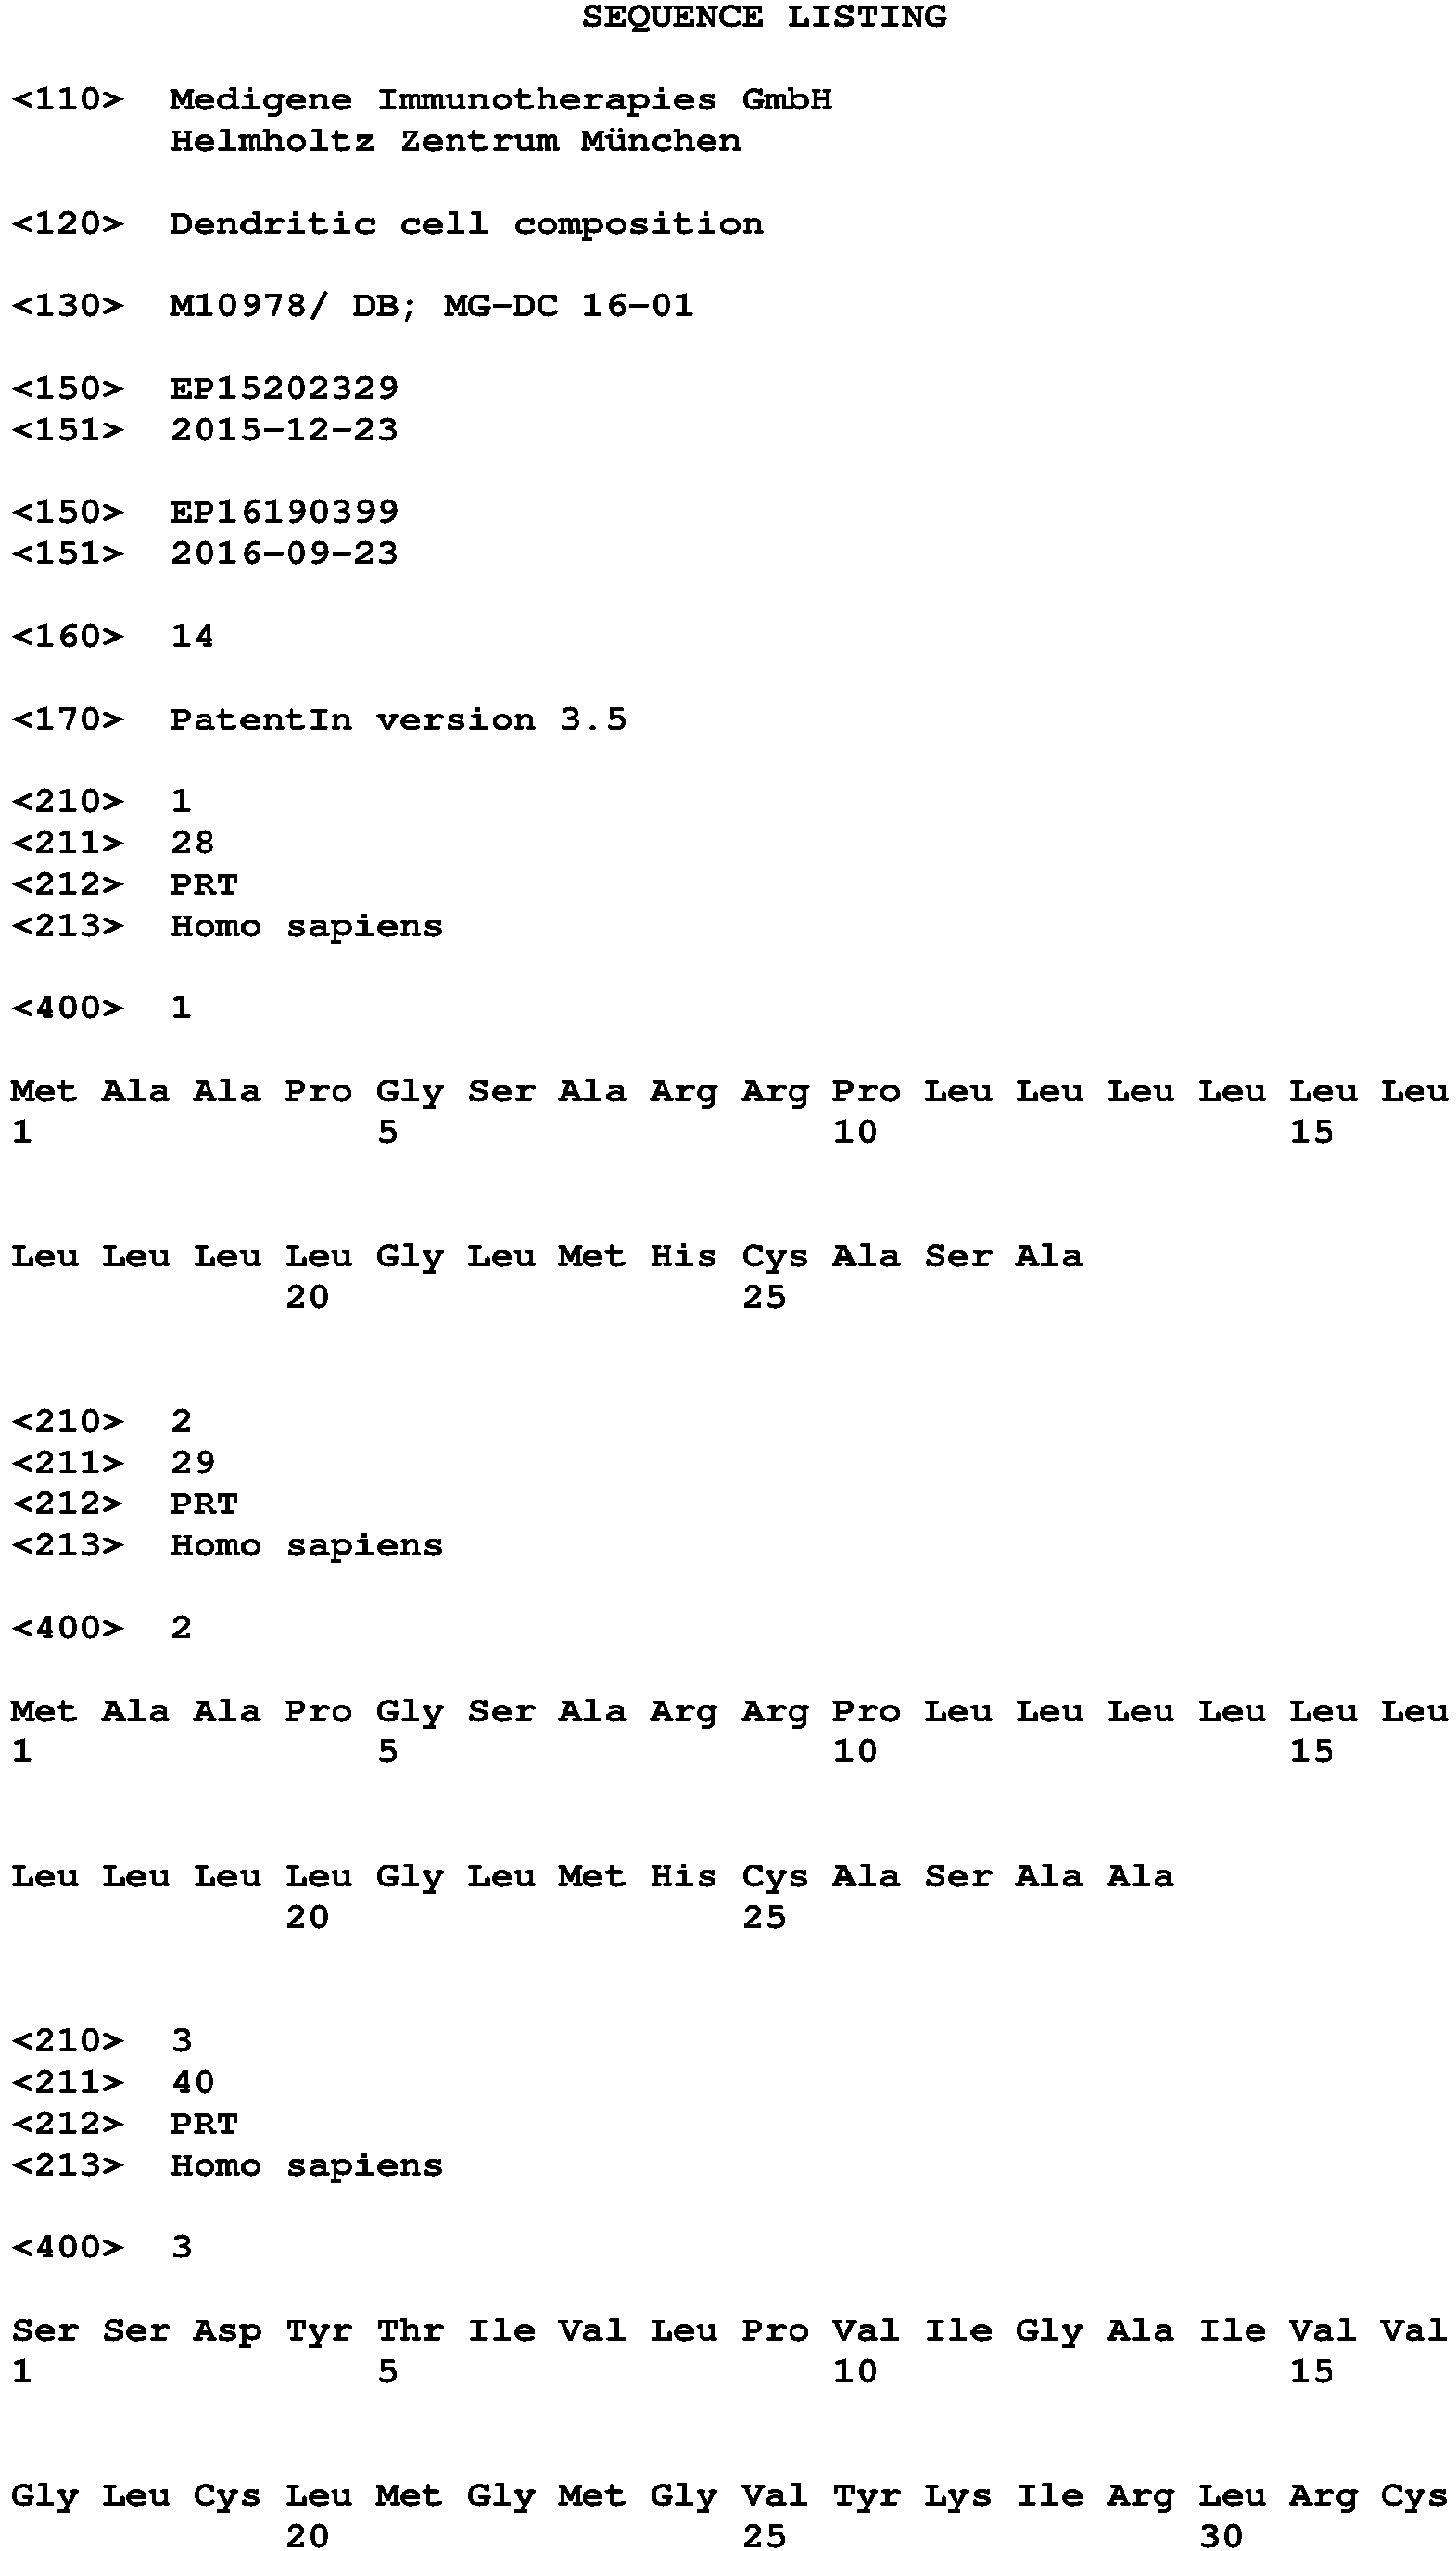 SEQUENCE LISTING
<110> Medigene Immunotherapies GmbH
Helmholtz Zentrum München
<120> Dendritic cell composition
<130> M10978/ DB; MG-DC 16-01
<150> EP15202329
<151> 2015-12-23
<150> EP16190399
<151> 2016-09-23
<160> 14
<170> PatentIn version 3.5
<210> 1
<211> 28
<212> PRT
<213> Homo sapiens
<400> 1
Met Ala Ala Pro Gly Ser Ala Arg Arg Pro Leu Leu Leu Leu Leu Leu
1 5 10 15
Leu Leu Leu Leu Gly Leu Met His Cys Ala Ser Ala
20 25
<210> 2
<211> 29
<212> PRT
<213> Homo sapiens
<400> 2
Met Ala Ala Pro Gly Ser Ala Arg Arg Pro Leu Leu Leu Leu Leu Leu
1 5 10 15
Leu Leu Leu Leu Gly Leu Met His Cys Ala Ser Ala Ala
20 25
<210> 3
<211> 40
<212> PRT
<213> Homo sapiens
<400> 3
Ser Ser Asp Tyr Thr Ile Val Leu Pro Val Ile Gly Ala Ile Val Val
1 5 10 15
Gly Leu Cys Leu Met Gly Met Gly Val Tyr Lys Ile Arg Leu Arg Cys
20 25 30